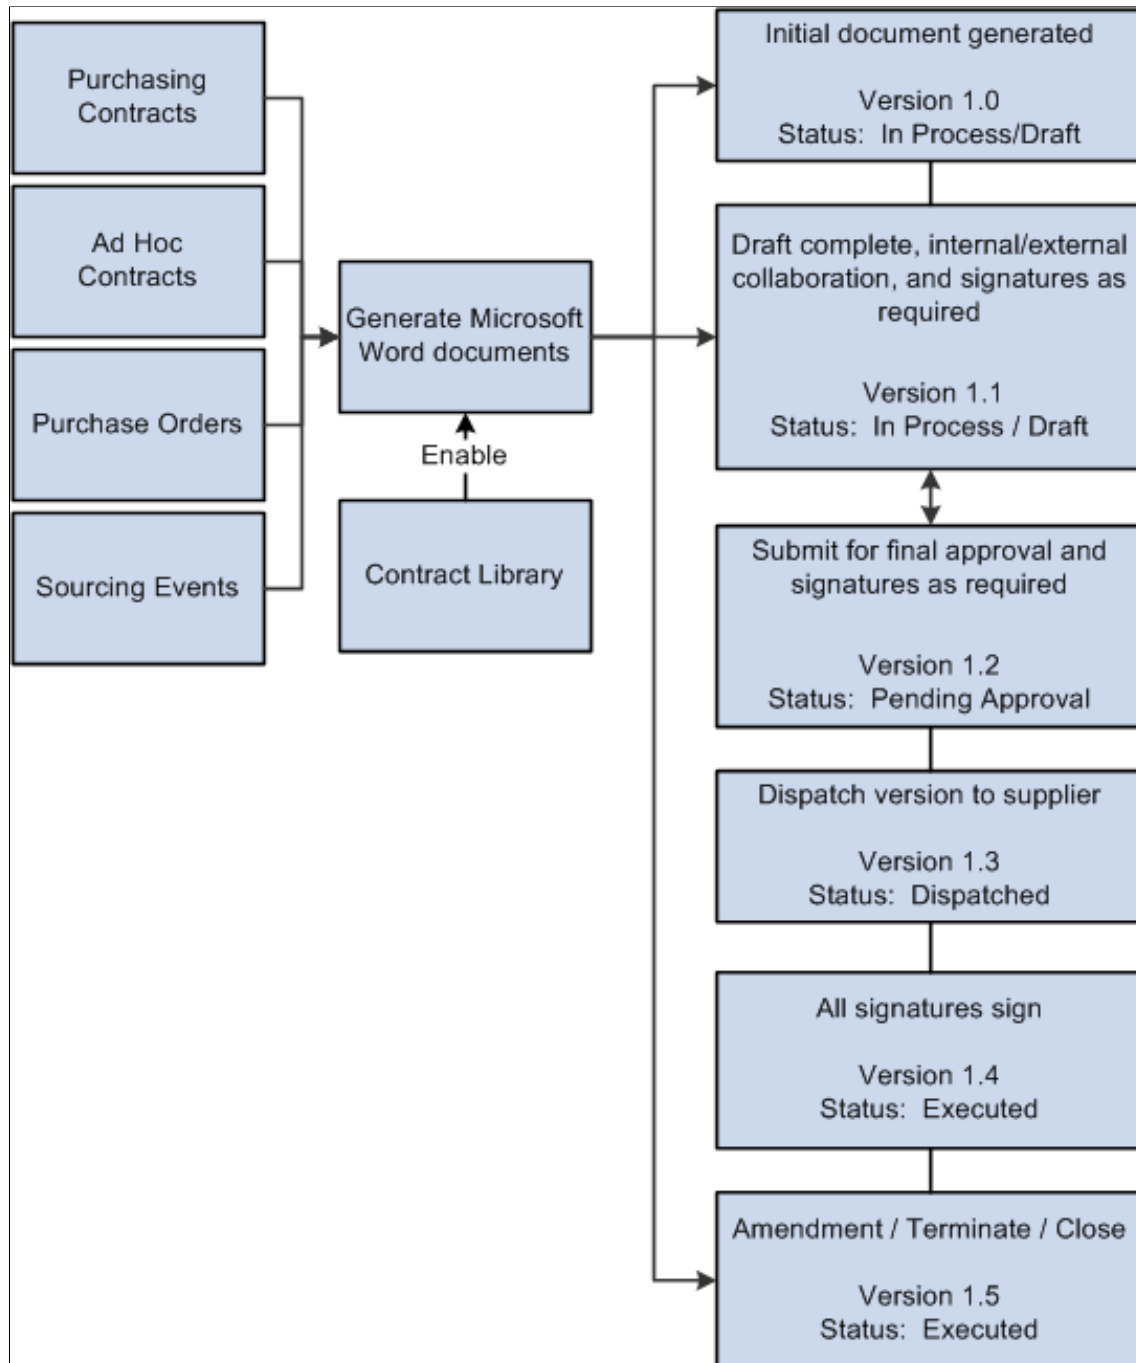 Purchasing
Contracts
Ad Hoc
Contracts
Purchase Orders
Sourcing Events
Generate Microsoft
Word documents
Enable
Contract Library
Initial document generated
Version 1.0
Status:  In Process/Draft
Draft complete, internal/external
collaboration, and signatures as
required
Version 1.1
Status:  In Process / Draft
Submit for final approval and
signatures as required
Version 1.2
Status:  Pending Approval
Dispatch version to supplier
Version 1.3
Status:  Dispatched
All signatures sign
Version 1.4
Status:  Executed
Amendment / Terminate / Close
Version 1.5
Status:  Executed